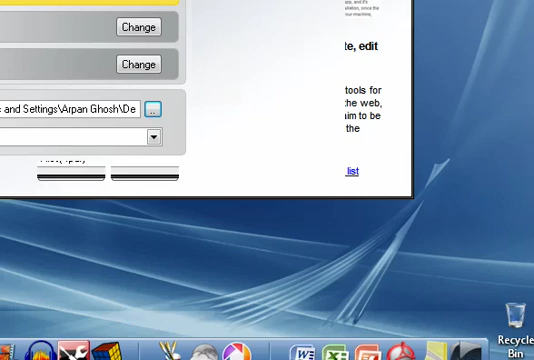 Change
te, edit
Change
tools for
the web,
aim to be
the
c and Settings\Arpan Ghosh\De
..
list
Recycle
Bin